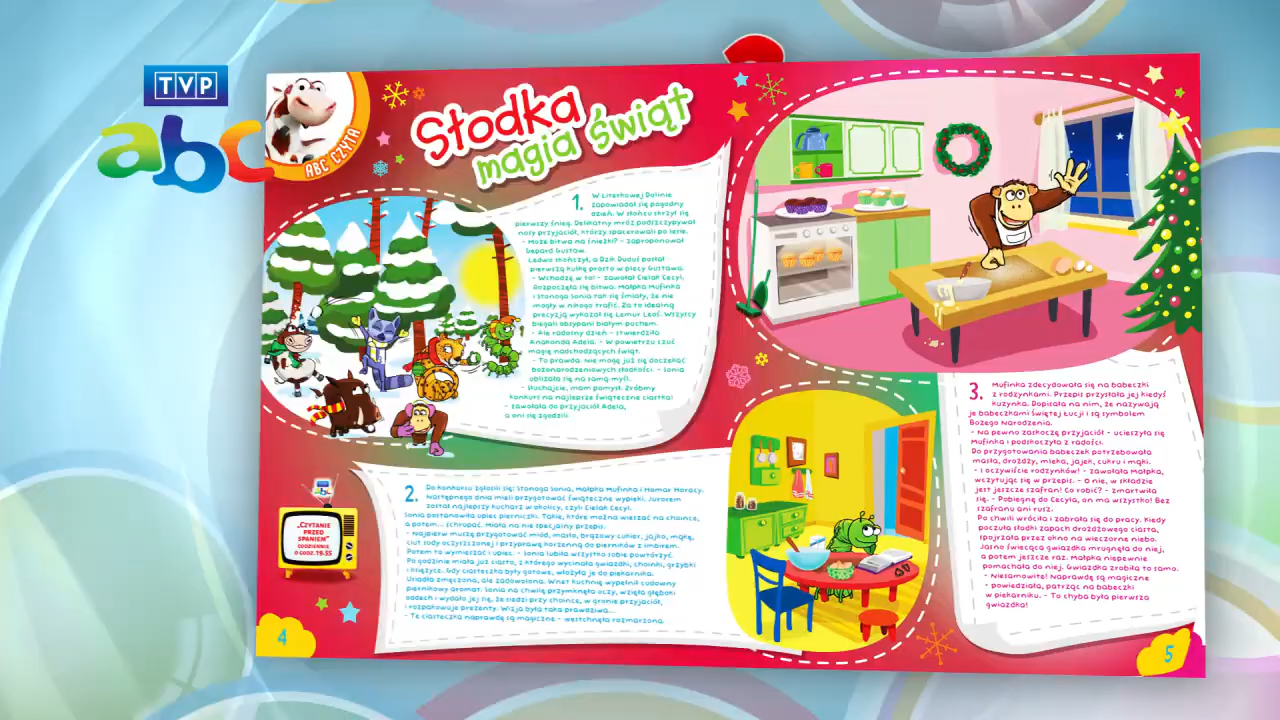 TVP
abc
ABC CZYTA
Słodka
magia Świąt
1. W Literkowej Dolinie
zapowiadał się pogodny
dzień. W słońcu skrzył się
pierwszy śnieg. Delikatny mróz podszczypywał
nosy przyjaciół, którzy spacerowali po lesie.
- Może bitwa na śnieżki? - zaproponował
Gepard Gustaw.
Ledwo skończył, a Dzik Duduś posłał
pierwszą kulkę prosto w plecy Gustawa.
- Wchodzę w to! - zawołał Cielak Cecyl.
Rozpoczęła się bitwa. Małpka Mufinka
i Stonoga Sonia tak się śmiały, że nie
mogły w nikogo trafić. Za to idealną
precyzją wykazał się Lemur Leoś. Wszyscy
biegali obsypani białym puchem.
- Ale radosny dzień - stwierdziła
Anakonda Adela. - W powietrzu czuć
magię nadchodzących świąt.
- To prawda. Nie mogę już się doczekać
bożonarodzeniowych słodkości. - Sonia
oblizała się na samą myśl.
- Słuchajcie, mam pomysł. Zróbmy
konkurs na najlepsze świąteczne ciastka!
- zawołała do przyjaciół Adela,
a oni się zgodzili.
2. Do konkursu zgłosili się: Stonoga Sonia, Małpka Mufinka i Homar Horacy.
Następnego dnia mieli przygotować świąteczne wypieki. Jurorem
został najlepszy kucharz w okolicy, czyli Cielak Cecyl.
Sonia postanowiła upiec pierniczki. Takie, które można wieszać na choince,
a potem... schrupać. Miała na nie specjalny przepis.
- Najpierw muszę przygotować miód, masło, brązowy cukier, jajko, mąkę,
ciut sody oczyszczonej i przyprawę korzenną do pierników z imbirem.
Potem to wymieszać i upiec. - Sonia lubiła wszystko sobie powtórzyć.
Po godzinie miała już ciasto, z którego wycinała gwiazdki, choinki, grzybki
i księżyce. Gdy ciasteczka były gotowe, włożyła je do piekarnika.
Usiadła zmęczona, ale zadowolona. Wnet kuchnię wypełnił cudowny
piernikowy aromat. Sonia na chwilę przymknęła oczy, wzięła głęboki
oddech i wydało jej się, że siedzi przy choince, w gronie przyjaciół,
i rozpakowuje prezenty. Wizja była taka prawdziwa...
- Te ciasteczka naprawdę są magiczne - westchnęła rozmarzona.
„CZYTANIE
PRZED
SPANIEM”
CODZIENNIE
O GODZ. 19.35
4
3. Mufinka zdecydowała się na babeczki
z rodzynkami. Przepis przysłała jej kiedyś
kuzynka. Dopisała na nim, że nazywają
je babeczkami Świętej Łucji i są symbolem
Bożego Narodzenia.
- Na pewno zaskoczę przyjaciół - ucieszyła się
Mufinka i podskoczyła z radości.
Do przygotowania babeczek potrzebowała
masła, drożdży, mleka, jajek, cukru i mąki.
- I oczywiście rodzynków! - zawołała Małpka,
wczytując się w przepis. - O nie, w składzie
jest jeszcze szafran! Co robić? - zmartwiła
się. - Pobiegnę do Cecyla, on ma wszystko! Bez
szafranu ani rusz.
Po chwili wróciła i zabrała się do pracy. Kiedy
poczuła słodki zapach drożdżowego ciasta,
spojrzała przez okno na wieczorne niebo.
Jasno świecąca gwiazdka mrugnęła do niej,
a potem jeszcze raz. Małpka niepewnie
pomachała do niej. Gwiazdka zrobiła to samo.
- Niesamowite! Naprawdę są magiczne
- powiedziała, patrząc na babeczki
w piekarniku. - To chyba była pierwsza
gwiazdka!
5